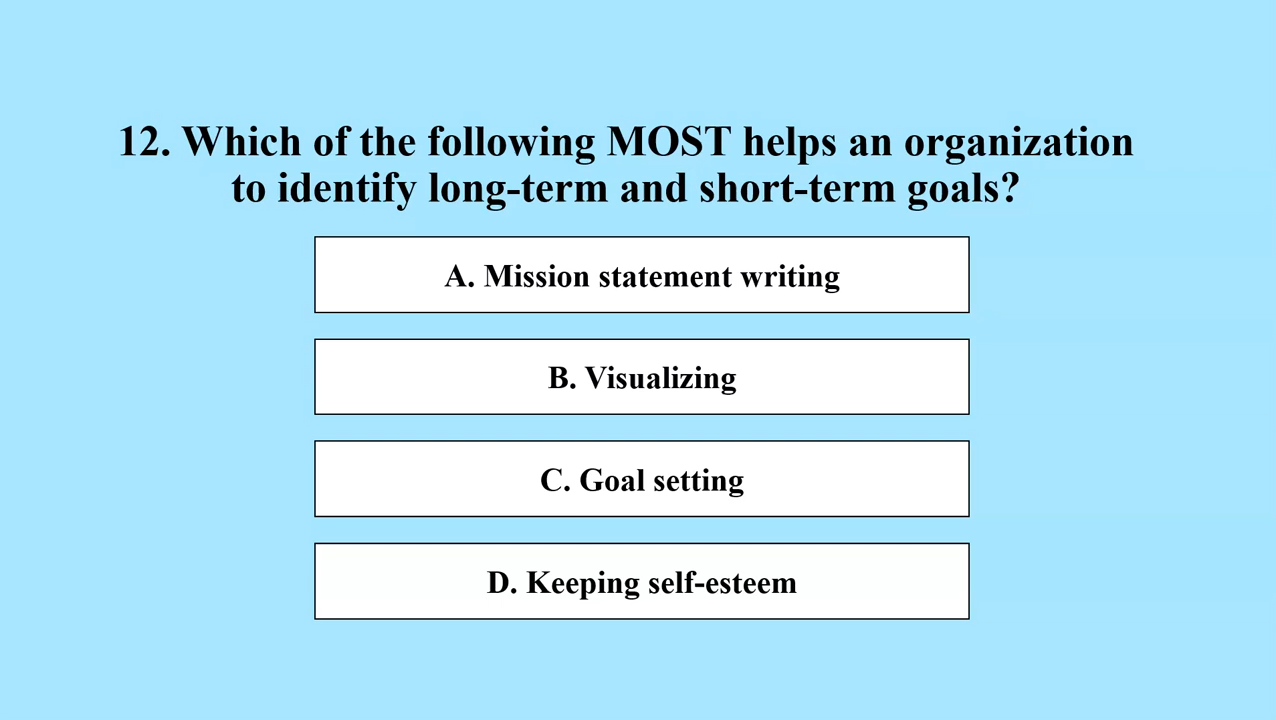 12. Which of the following MOST helps an organization
to identify long-term and short-term goals?
A. Mission statement writing
B. Visualizing
C. Goal setting
D. Keeping self-esteem